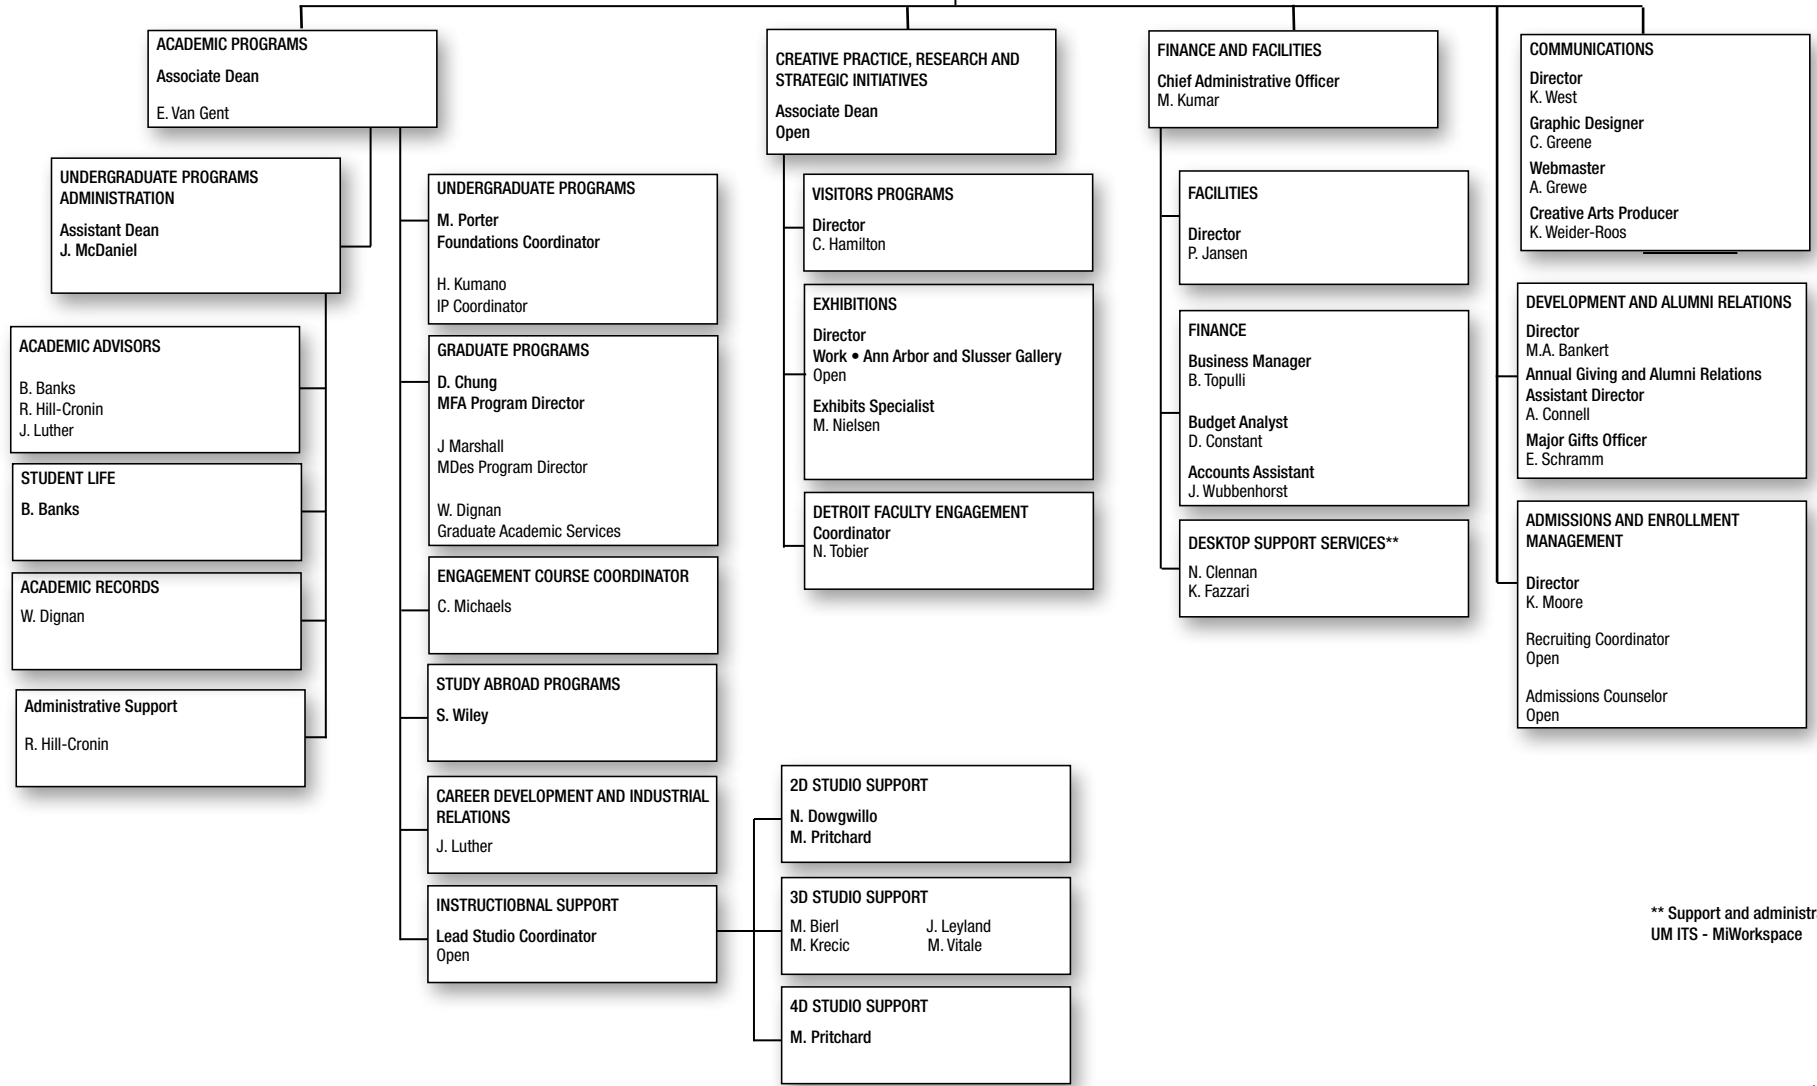 ACADEMIC PROGRAMS
Associate Dean
E. Van Gent
UNDERGRADUATE PROGRAMS
ADMINISTRATION
Assistant Dean
J. McDaniel
ACADEMIC ADVISORS
B. Banks
R. Hill-Cronin
J. Luther
STUDENT LIFE
B. Banks
ACADEMIC RECORDS
W. Dignan
Administrative Support
R. Hill-Cronin
UNDERGRADUATE PROGRAMS
M. Porter
Foundations Coordinator
H. Kumano
IP Coordinator
GRADUATE PROGRAMS
D. Chung
MFA Program Director
J Marshall
MDes Program Director
W. Dignan
Graduate Academic Services
ENGAGEMENT COURSE COORDINATOR
C. Michaels
STUDY ABROAD PROGRAMS
S. Wiley
CAREER DEVELOPMENT AND INDUSTRIAL
RELATIONS
J. Luther
INSTRUCTIOBNAL SUPPORT
Lead Studio Coordinator
Open
2D STUDIO SUPPORT
N. Dowgwillo
M. Pritchard
3D STUDIO SUPPORT
M. Bierl J. Leyland
M. Krecic M. Vitale
4D STUDIO SUPPORT
M. Pritchard
CREATIVE PRACTICE, RESEARCH AND
STRATEGIC INITIATIVES
Associate Dean
Open
VISITORS PROGRAMS
Director
C. Hamilton
EXHIBITIONS
Director
Work • Ann Arbor and Slusser Gallery
Open
Exhibits Specialist
M. Nielsen
DETROIT FACULTY ENGAGEMENT
Coordinator
N. Tobier
FINANCE AND FACILITIES
Chief Administrative Officer
M. Kumar
FACILITIES
Director
P. Jansen
FINANCE
Business Manager
B. Topulli
Budget Analyst
D. Constant
Accounts Assistant
J. Wubbenhorst
DESKTOP SUPPORT SERVICES**
N. Clennan
K. Fazzari
COMMUNICATIONS
Director
K. West
Graphic Designer
C. Greene
Webmaster
A. Grewe
Creative Arts Producer
K. Weider-Roos
DEVELOPMENT AND ALUMNI RELATIONS
Director
M.A. Bankert
Annual Giving and Alumni Relations
Assistant Director
A. Connell
Major Gifts Officer
E. Schramm
ADMISSIONS AND ENROLLMENT
MANAGEMENT
Director
K. Moore
Recruiting Coordinator
Open
Admissions Counselor
Open
** Support and administra
UM ITS - MiWorkspace